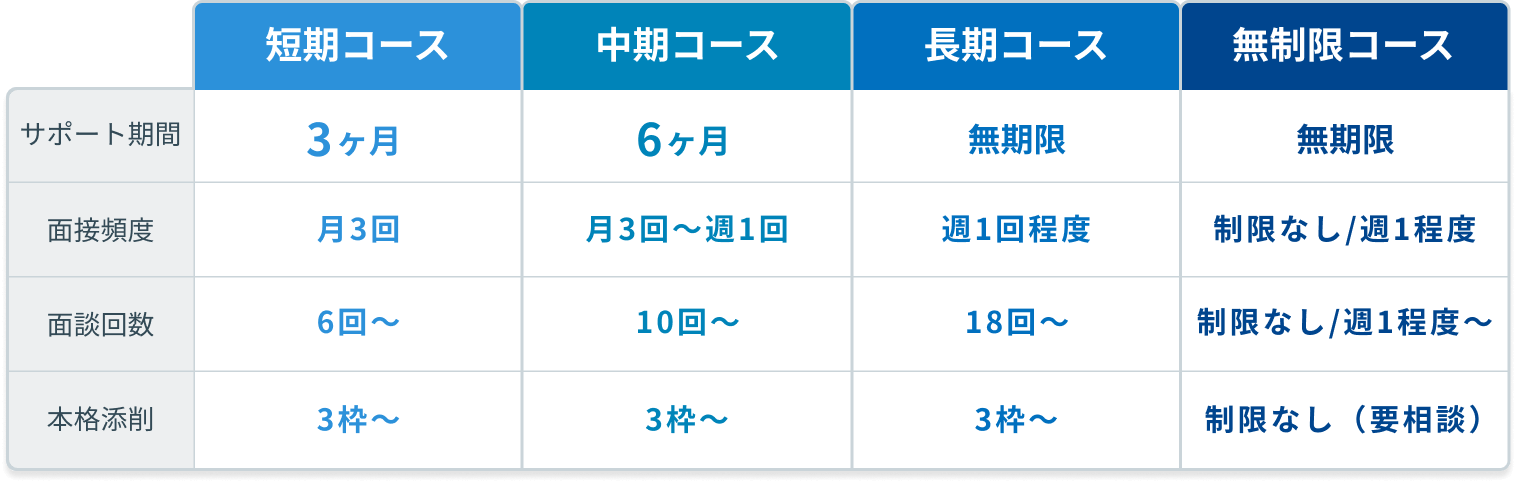 短期コース 中期コース 長期コース 無制限コース
サポート期間 3ヶ月 6ヶ月 無期限 無期限
面接頻度 月3回 月3回〜週1回 週1回程度 制限なし/週1程度
面談回数 6回〜 10回〜 18回〜 制限なし/週1程度〜
本格添削 3枠〜 3枠〜 3枠〜 制限なし（要相談）